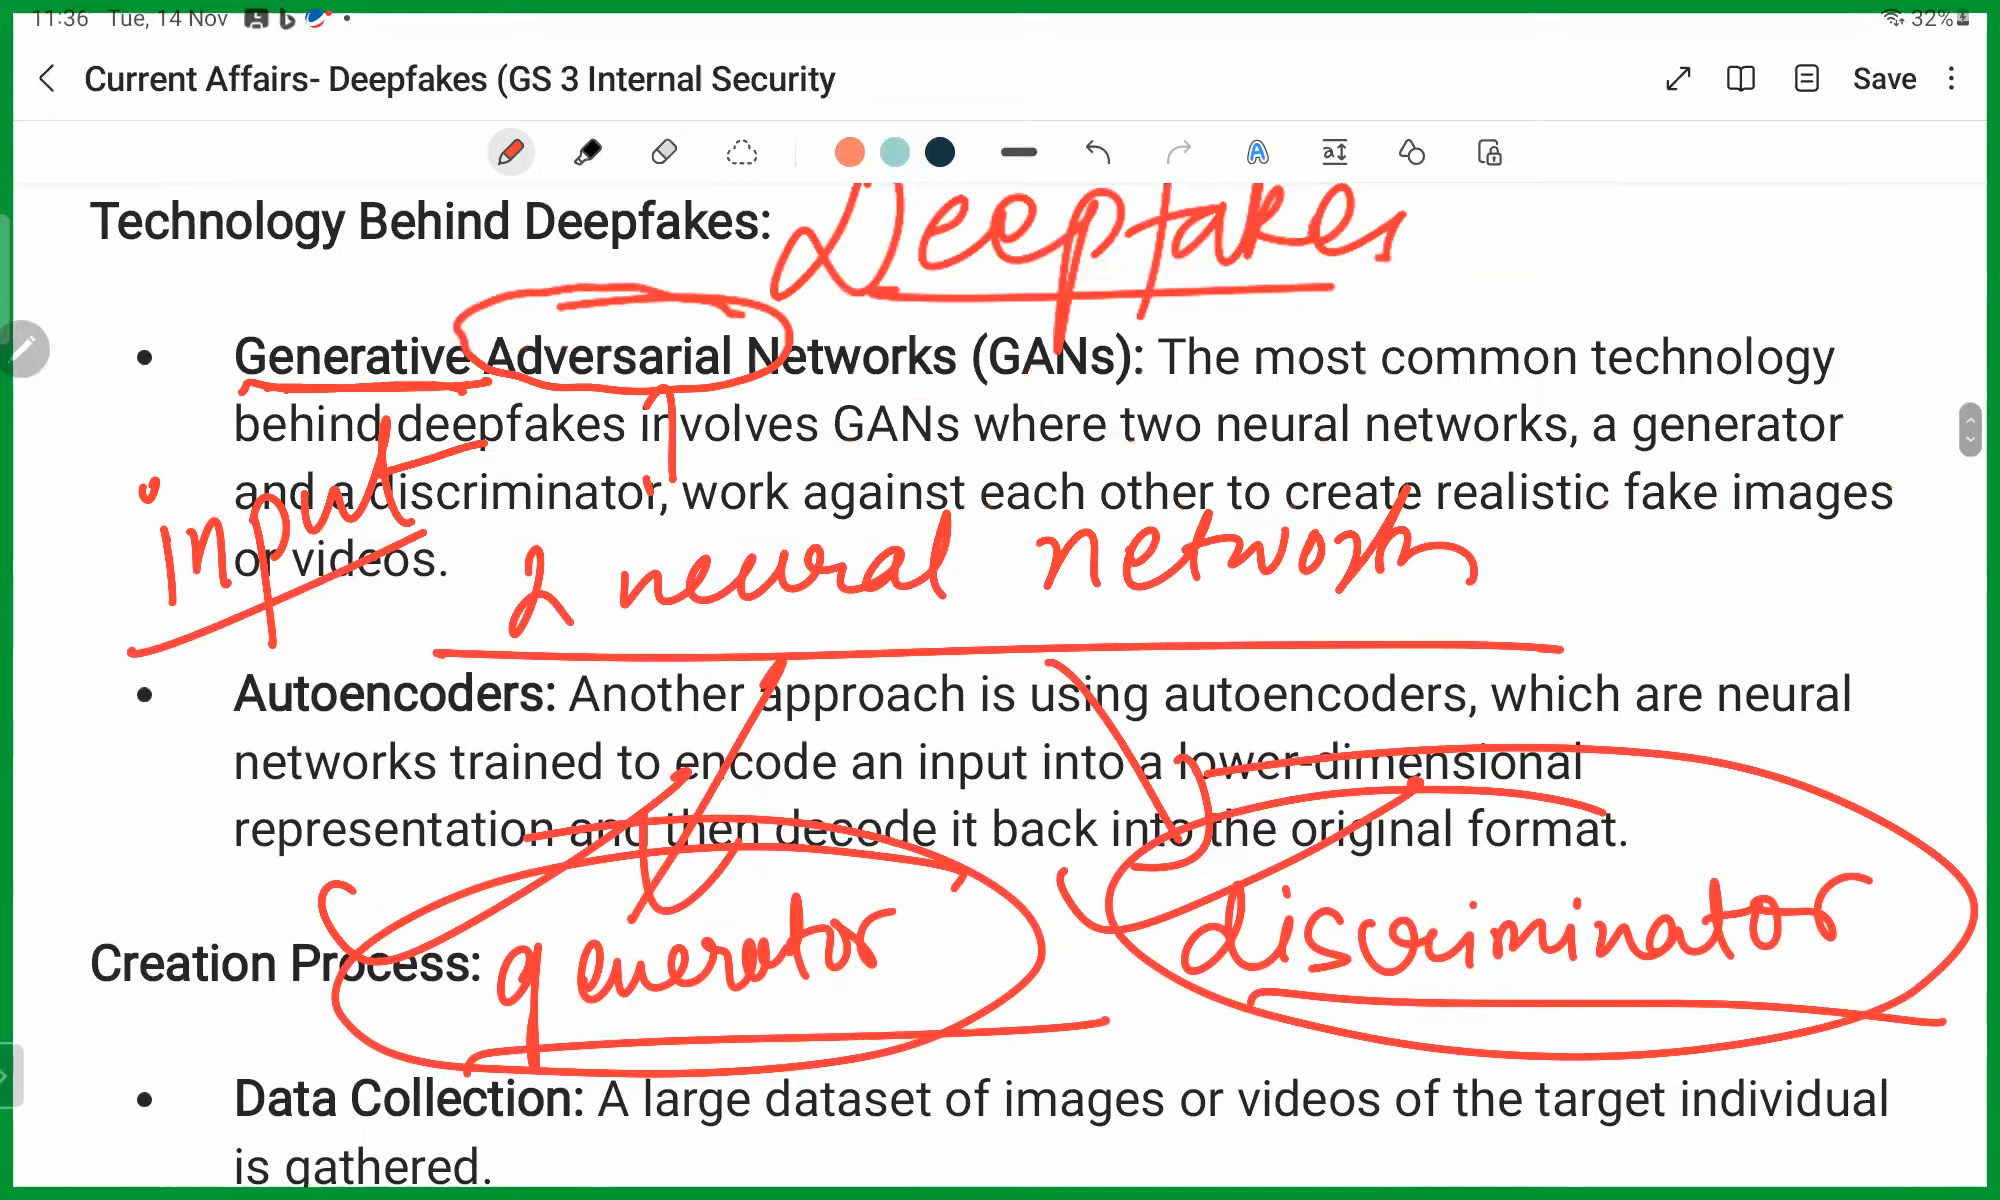 11:36 Tue, 14 Nov
32%
Current Affairs- Deepfakes (GS 3 Internal Security
Save
Technology Behind Deepfakes:
Deepfakes
Generative Adversarial Networks (GANs): The most common technology
behind deepfakes involves GANs where two neural networks, a generator
and a discriminator, work against each other to create realistic fake images
or videos.
input
2 neural network
Autoencoders: Another approach is using autoencoders, which are neural
networks trained to encode an input into a lower-dimensional
representation and then decode it back into the original format.
generator
discriminator
Creation Process:
Data Collection: A large dataset of images or videos of the target individual
is gathered.